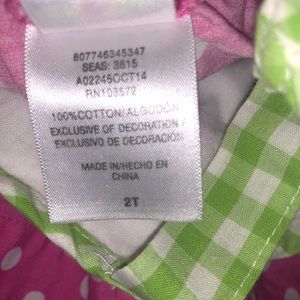 807746345347
SEAS: 3815
A02246OCT14
RN103572
100%COTTON/ALGODÓN
EXCLUSIVE OF DECORATION /
EXCLUSIVO DE DECORACIÓN
MADE IN/HECHO EN
CHINA
2T